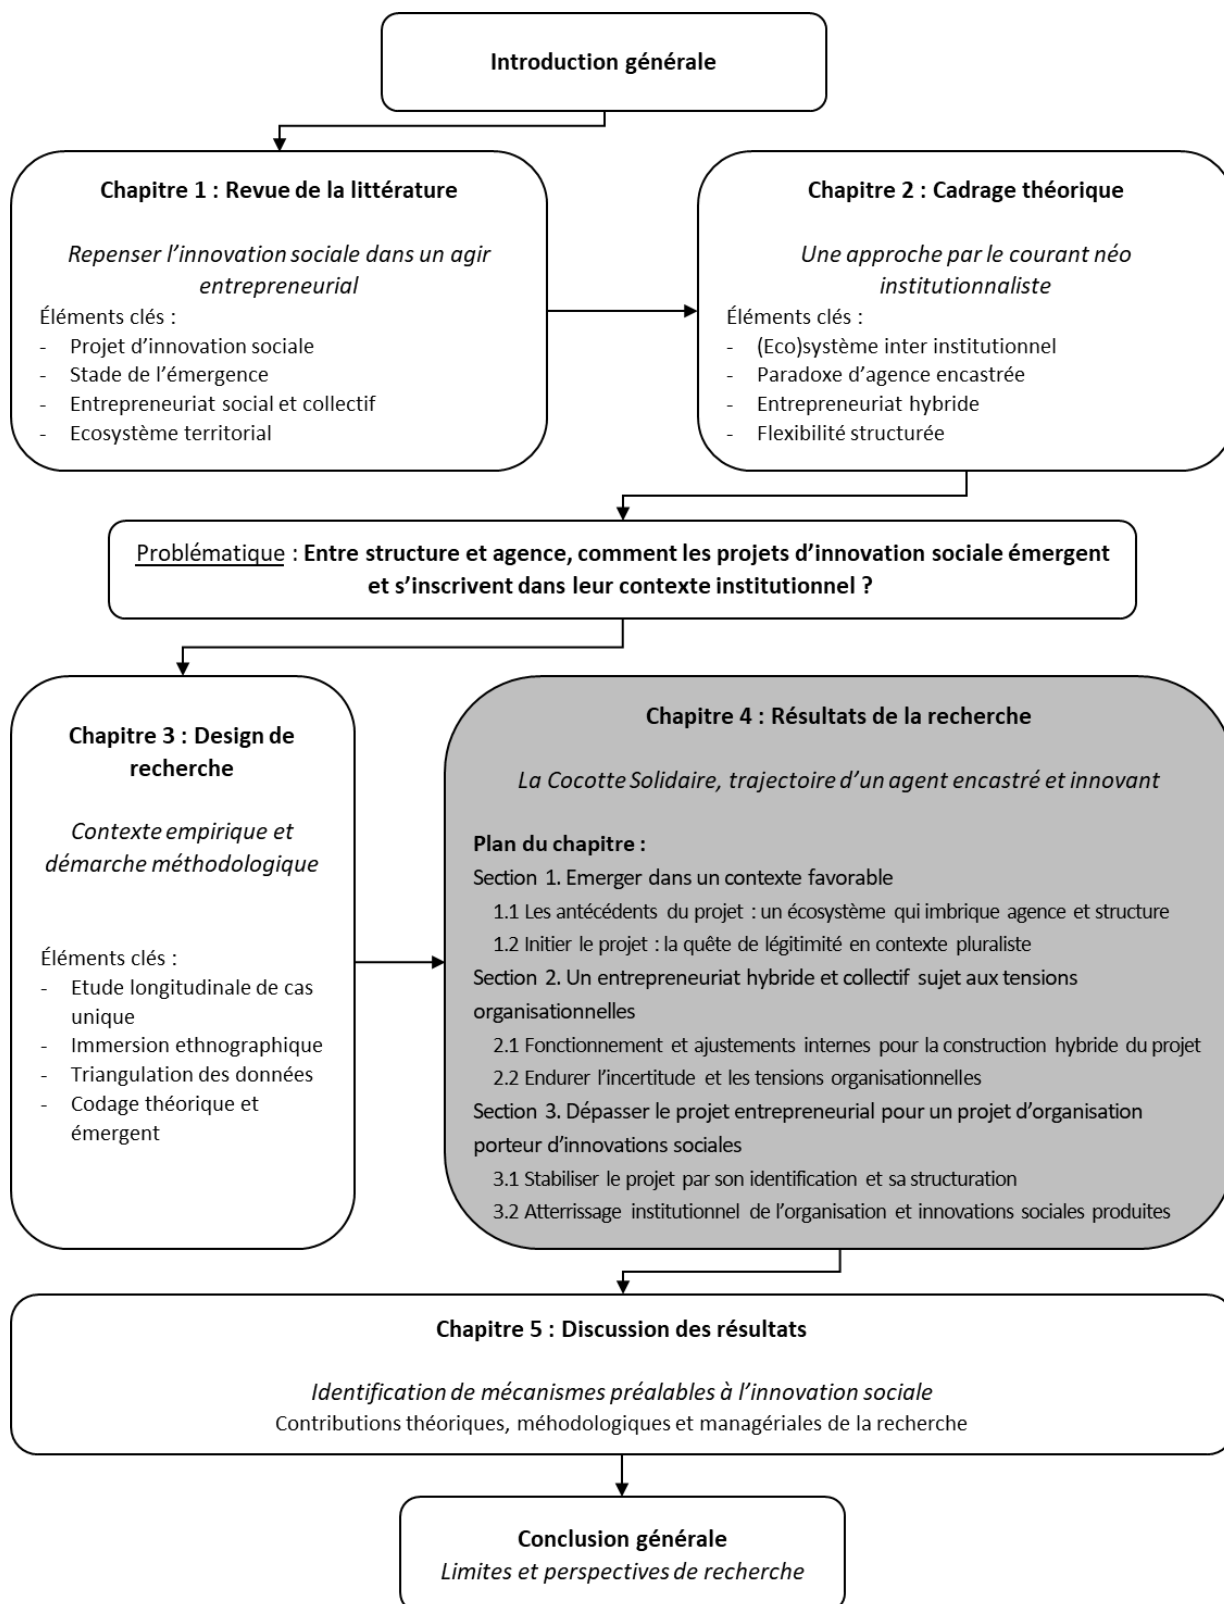 Introduction générale
Chapitre 1 : Revue de la littérature
Repenser l’innovation sociale dans un agir
entrepreneurial
Éléments clés :
- Projet d’innovation sociale
- Stade de l’émergence
- Entrepreneuriat social et collectif
- Ecosystème territorial
Chapitre 2 : Cadrage théorique
Une approche par le courant néo
institutionnaliste
Éléments clés :
- (Eco)système inter institutionnel
- Paradoxe d’agence encastrée
- Entrepreneuriat hybride
- Flexibilité structurée
Problématique : Entre structure et agence, comment les projets d’innovation sociale émergent
et s’inscrivent dans leur contexte institutionnel ?
Chapitre 3 : Design de
recherche
Contexte empirique et
démarche méthodologique
Éléments clés :
- Etude longitudinale de cas
unique
- Immersion ethnographique
- Triangulation des données
- Codage théorique et
émergent
Chapitre 4 : Résultats de la recherche
La Cocotte Solidaire, trajectoire d’un agent encastré et innovant
Plan du chapitre :
Section 1. Emerger dans un contexte favorable
1.1 Les antécédents du projet : un écosystème qui imbrique agence et structure
1.2 Initier le projet : la quête de légitimité en contexte pluraliste
Section 2. Un entrepreneuriat hybride et collectif sujet aux tensions
organisationnelles
2.1 Fonctionnement et ajustements internes pour la construction hybride du projet
2.2 Endurer l’incertitude et les tensions organisationnelles
Section 3. Dépasser le projet entrepreneurial pour un projet d’organisation
porteur d’innovations sociales
3.1 Stabiliser le projet par son identification et sa structuration
3.2 Atterrissage institutionnel de l’organisation et innovations sociales produites
Chapitre 5 : Discussion des résultats
Identification de mécanismes préalables à l’innovation sociale
Contributions théoriques, méhodologiques et managériales de la recherche
Conclusion générale
Limites et perspectives de recherche